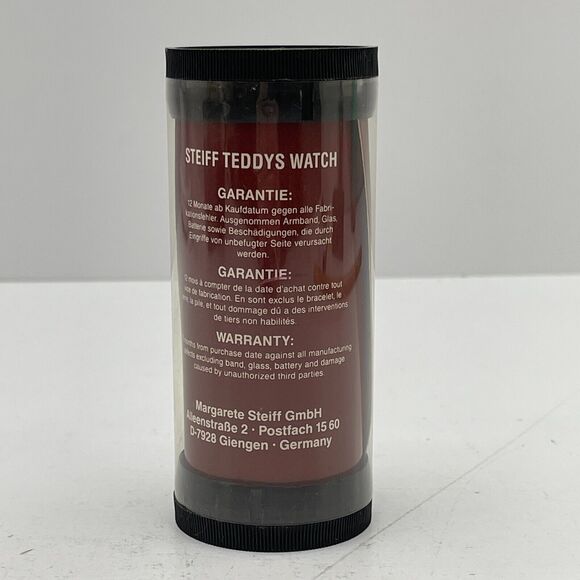 STEIFF TEDDYS WATCH
GARANTIE:
12 Monate ab Kaufdatum gegen alle Fabri-
kationsfehler. Ausgenommen Armband, Glas,
Batterie sowie Beschädigungen, die durch
Eingriffe von unbefugter Seite verursacht
werden.
GARANTIE:
mois à compter de la date d'achat contre tout
de fabrication. En sont exclus le bracelet, le
la pile, et tout dommage dû a des interventions
de tiers non habilités.
WARRANTY:
months from purchase date against all manufacturing
defects excluding band, glass, battery and damage
caused by unauthorized third parties.
Margarete Steiff GmbH
Alleenstraße 2 · Postfach 15 60
D-7928 Giengen · Germany